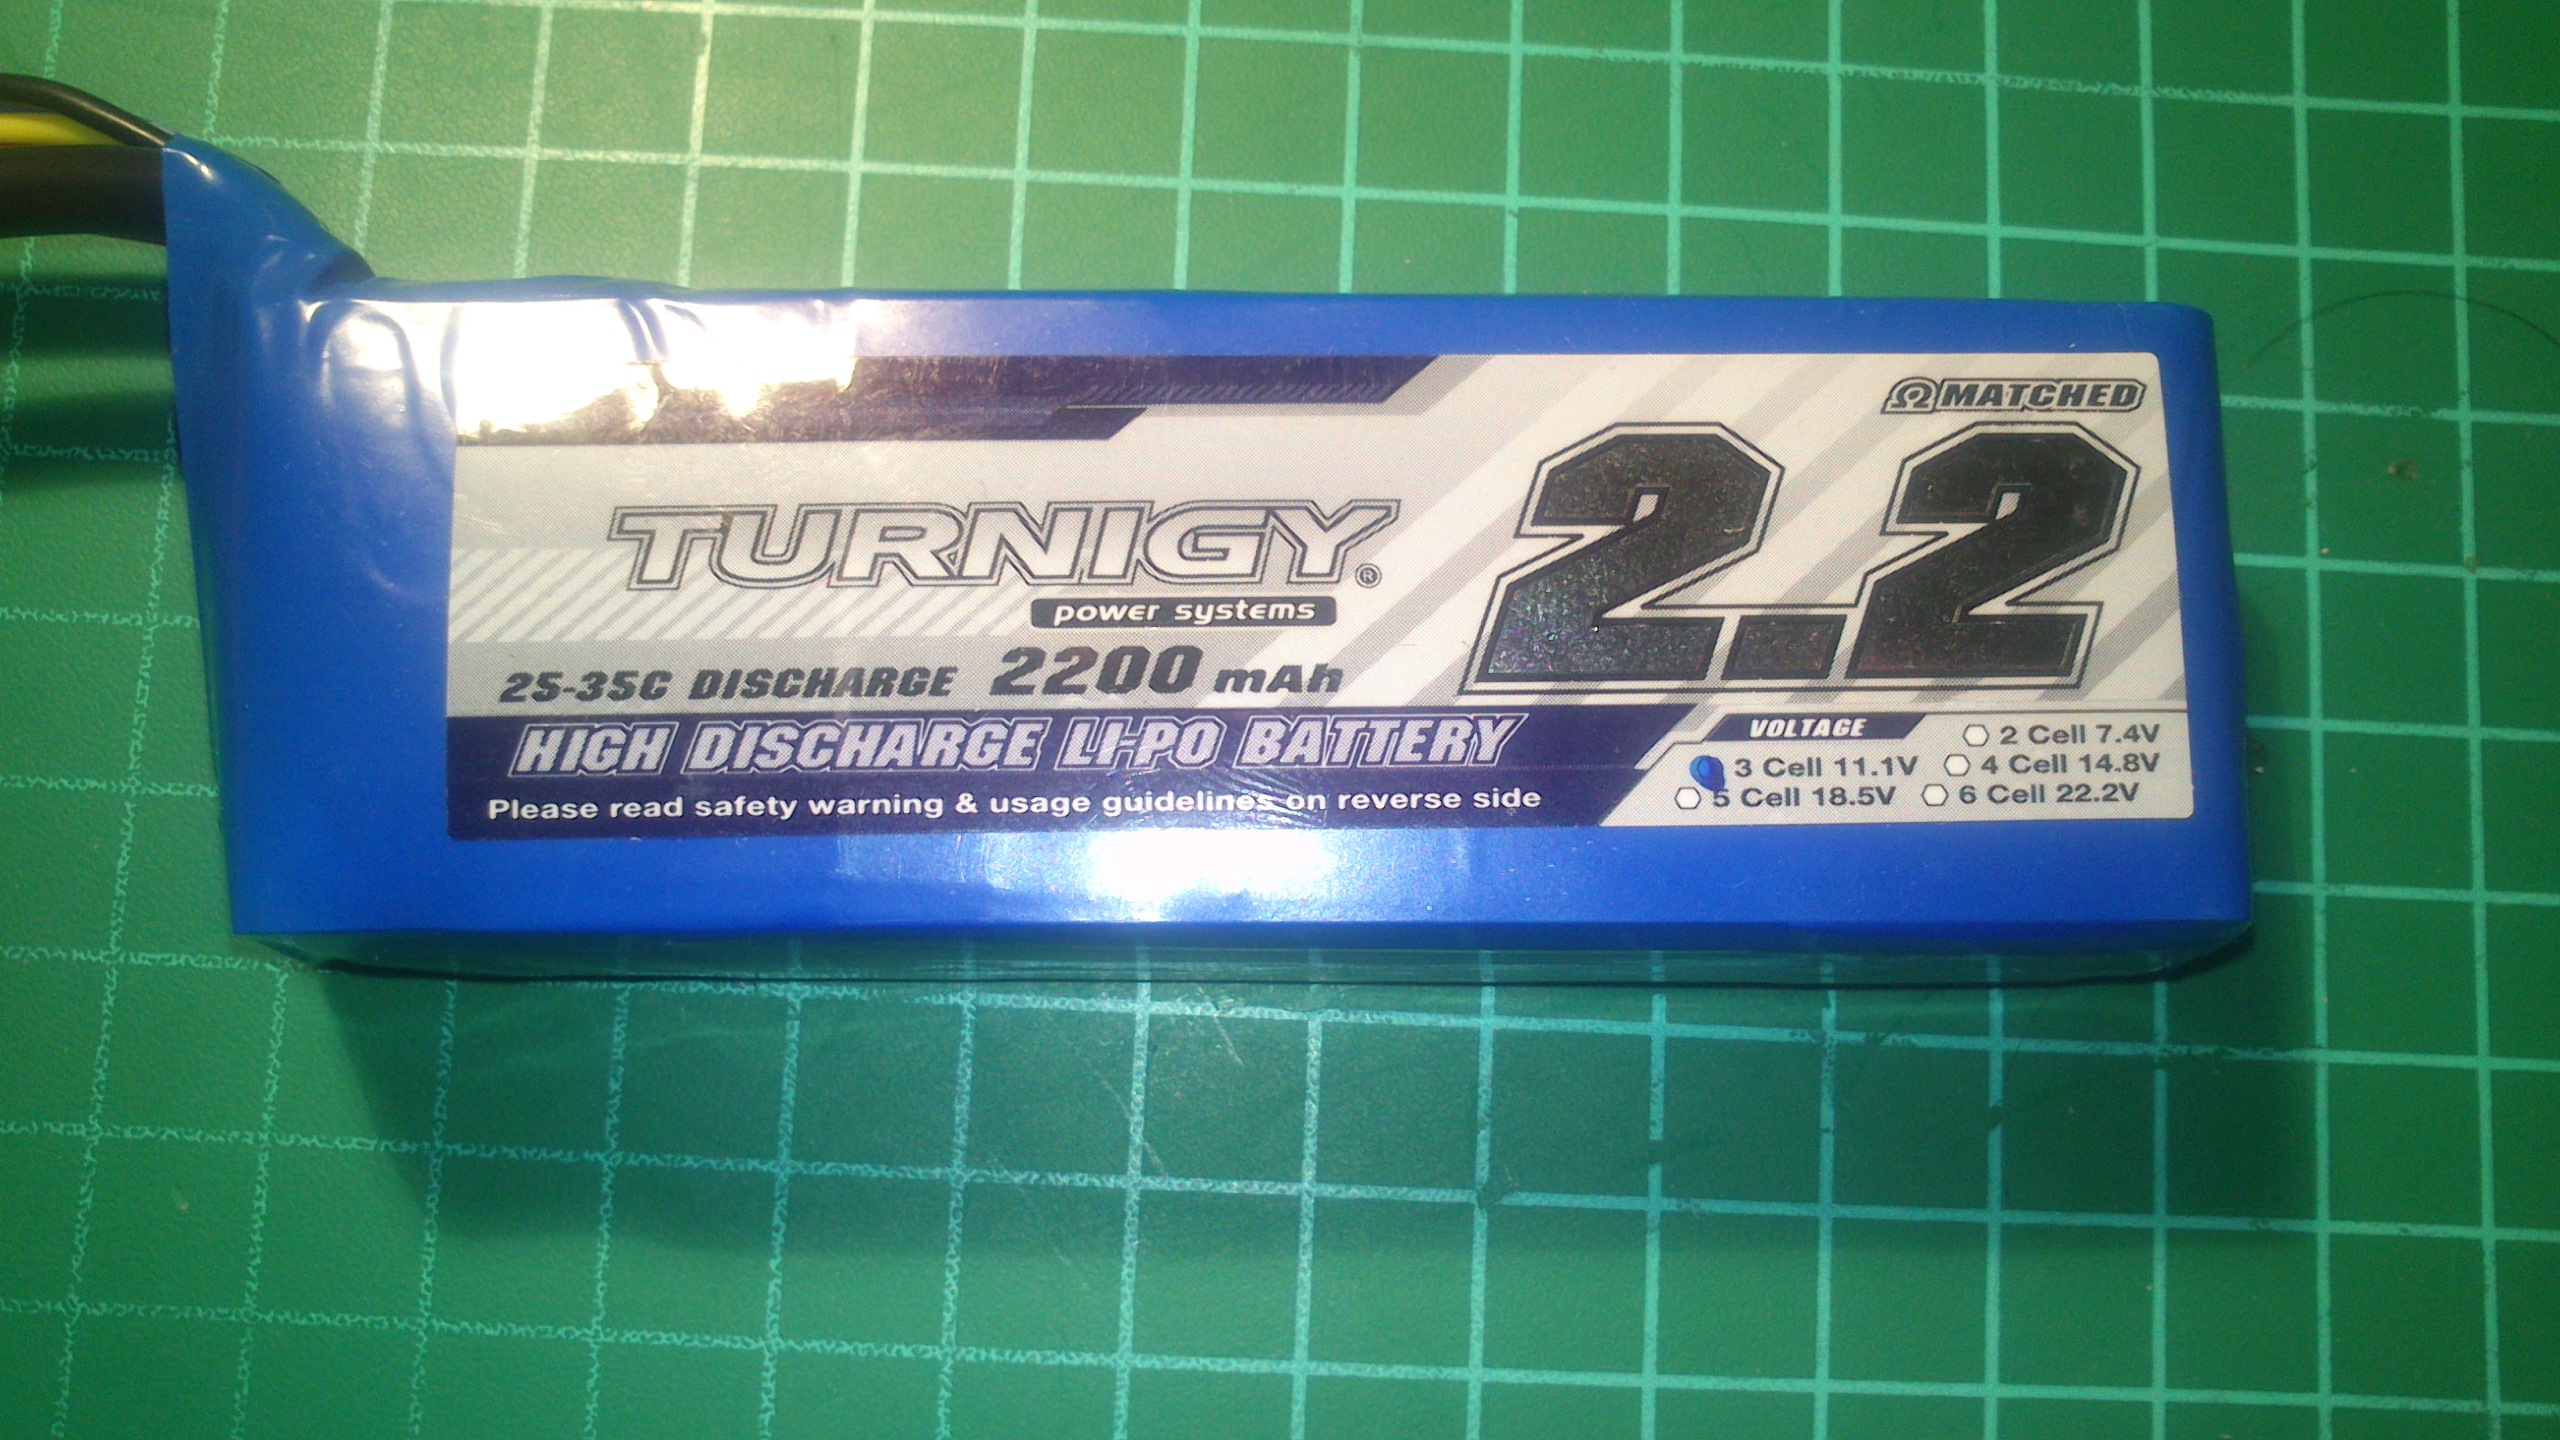 Ω MATCHED
2.2
TURNIGY®
power systems
25-35C DISCHARGE 2200 mAh
HIGH DISCHARGE LI-PO BATTERY
Please read safety warning & usage guidelines on reverse side
VOLTAGE
2 Cell 7.4V
3 Cell 11.1V 4 Cell 14.8V
5 Cell 18.5V 6 Cell 22.2V